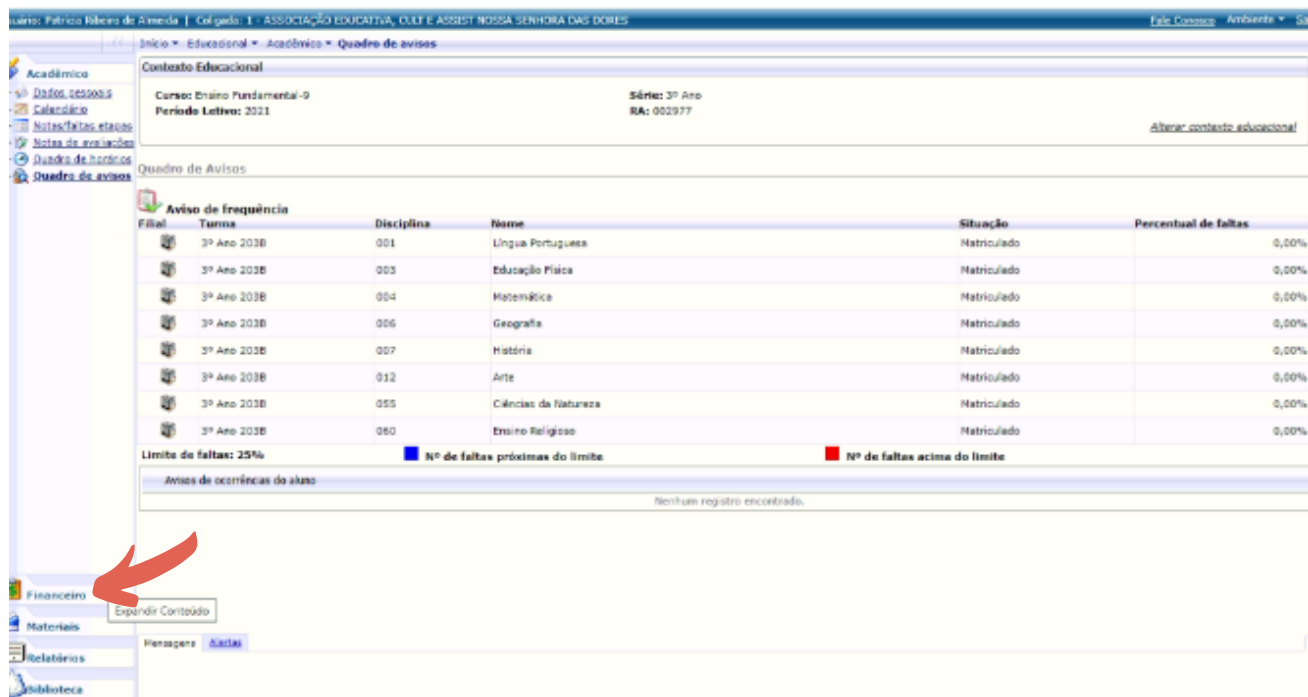 uário: Patrícia Ribeiro de Almeida | Coligada: 1 - ASSOCIAÇÃO EDUCATIVA, CULT E ASSIST NOSSA SENHORA DAS DORES Fale Conosco Ambiente
Início Educacional Acadêmico Quadro de avisos
Acadêmico
Dados pessoais
Calendário
Notas/faltas etapas
Notas de avaliações
Quadro de horários
Quadro de avisos
Contexto Educacional
Curso: Ensino Fundamental-9 Série: 3º Ano
Período Letivo: 2021 RA: 002977
Alterar contexto educacional
Quadro de Avisos
Aviso de frequência
Filial Turma Disciplina Nome Situação Percentual de faltas
3º Ano 203B 001 Língua Portuguesa Matriculado 0,00%
3º Ano 203B 003 Educação Física Matriculado 0,00%
3º Ano 203B 004 Matemática Matriculado 0,00%
3º Ano 203B 006 Geografia Matriculado 0,00%
3º Ano 203B 007 História Matriculado 0,00%
3º Ano 203B 012 Arte Matriculado 0,00%
3º Ano 203B 055 Ciências da Natureza Matriculado 0,00%
3º Ano 203B 060 Ensino Religioso Matriculado 0,00%
Limite de faltas: 25% Nº de faltas próximas do limite Nº de faltas acima do limite
Avisos de ocorrências do aluno
Nenhum registro encontrado.
Financeiro
Expandir Conteúdo
Materiais
Relatórios
Biblioteca
Mensagens Alertas